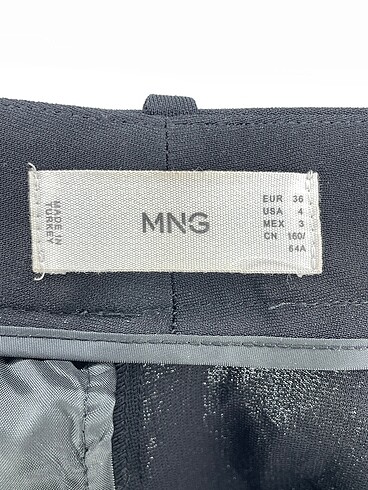 MADE IN
TURKEY
MNG
EUR 36
USA 4
MEX 3
CN 160/
64A